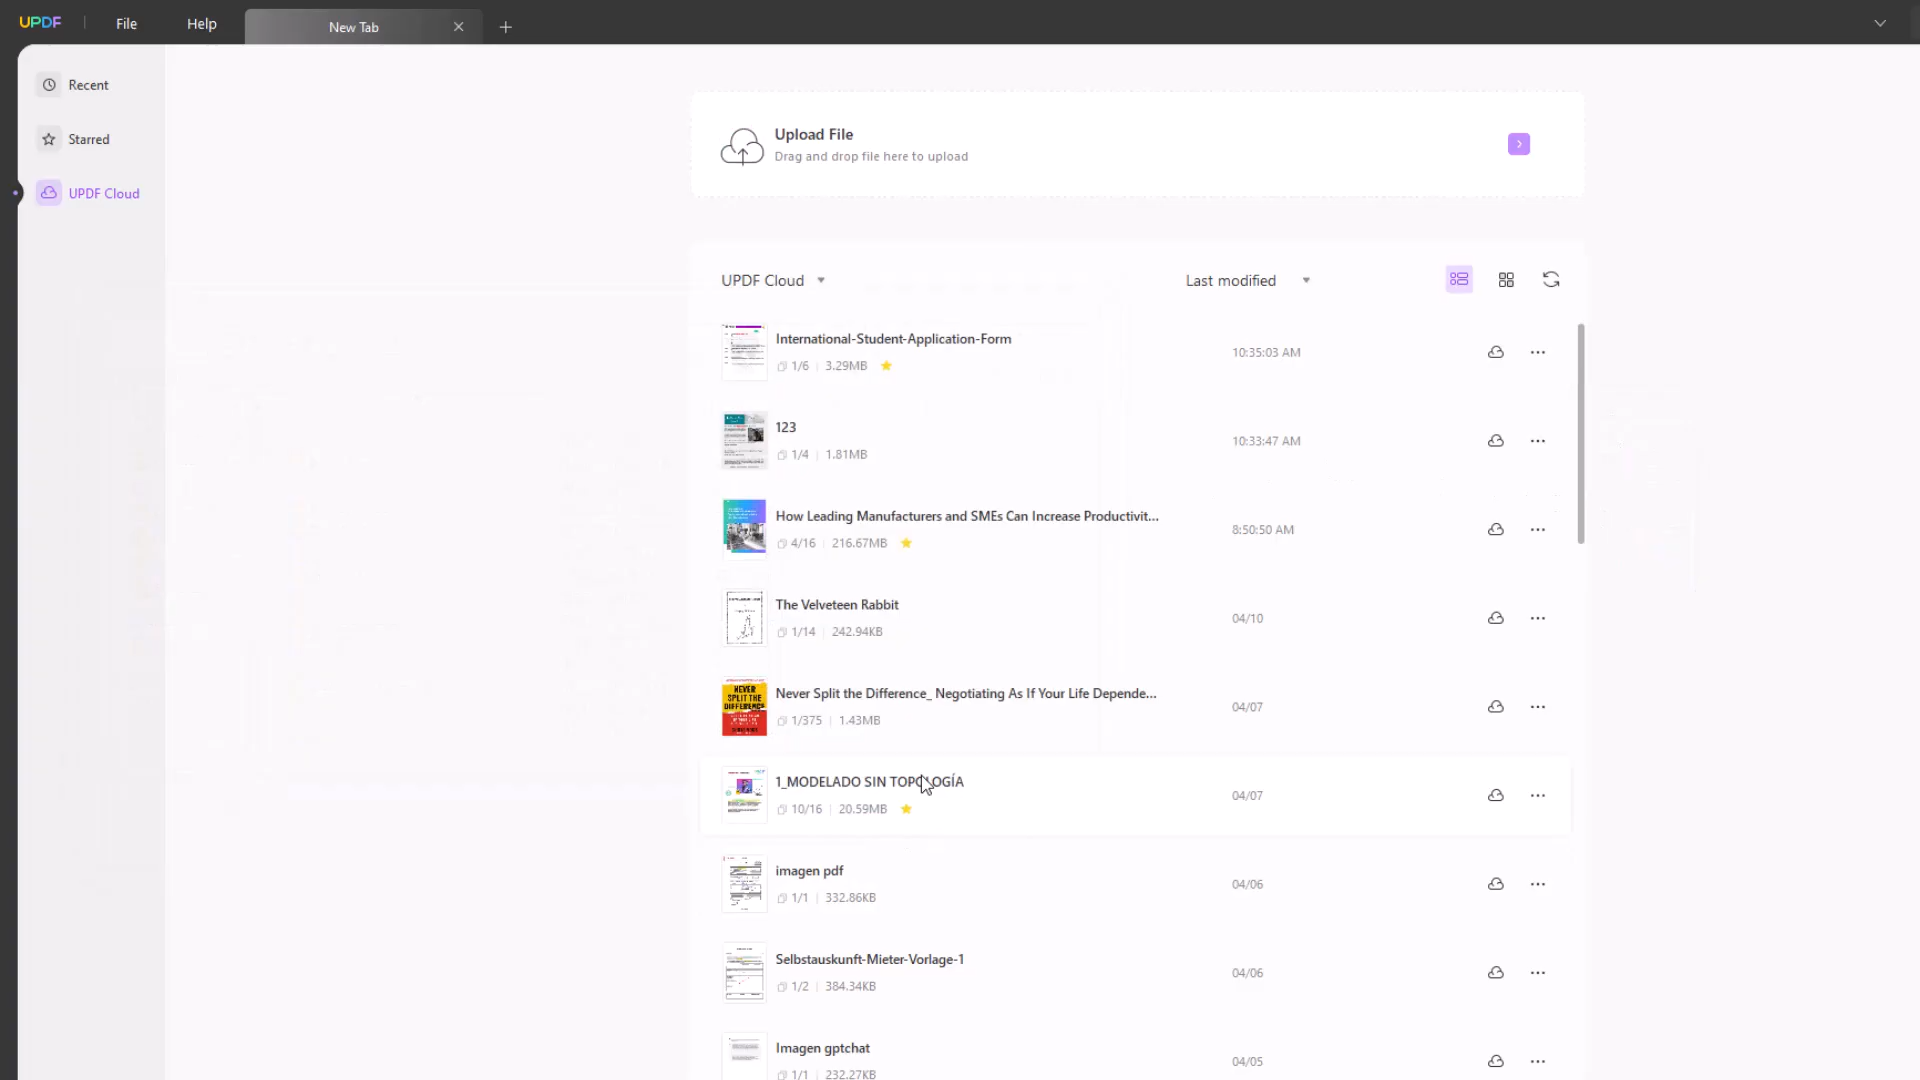 UPDF File Help New Tab
Recent
Starred
UPDF Cloud
Upload File
Drag and drop file here to upload
UPDF Cloud Last modified
International-Student-Application-Form
1/6 | 3.29MB
10:35:03 AM
123
1/4 | 1.81MB
10:33:47 AM
How Leading Manufacturers and SMEs Can Increase Productivit...
4/16 | 216.67MB
8:50:50 AM
The Velveteen Rabbit
1/14 | 242.94KB
04/10
NEVER SPLIT THE DIFFERENCE
Never Split the Difference_ Negotiating As If Your Life Depende...
1/375 | 1.43MB
04/07
1_MODELADO SIN TOPOLOGÍA
10/16 | 20.59MB
04/07
imagen pdf
1/1 | 332.86KB
04/06
Selbstauskunft-Mieter-Vorlage-1
1/2 | 384.34KB
04/06
Imagen gptchat
1/1 | 232.27KB
04/05